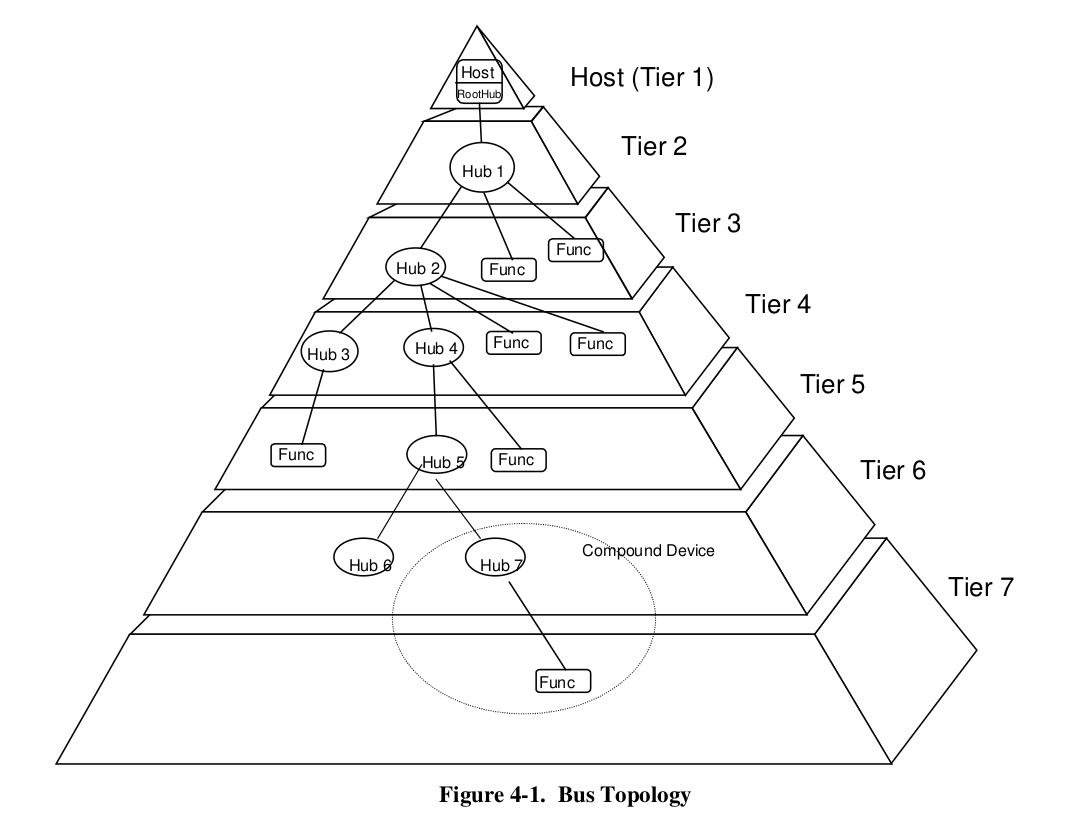 Host
RootHub
Host (Tier 1)
Tier 2
Hub 1
Tier 3
Func
Func
Hub 2
Tier 4
Func
Func
Hub 3
Hub 4
Tier 5
Func
Hub 5
Func
Tier 6
Compound Device
Hub 6
Hub 7
Tier 7
Func
Figure 4-1. Bus Topology